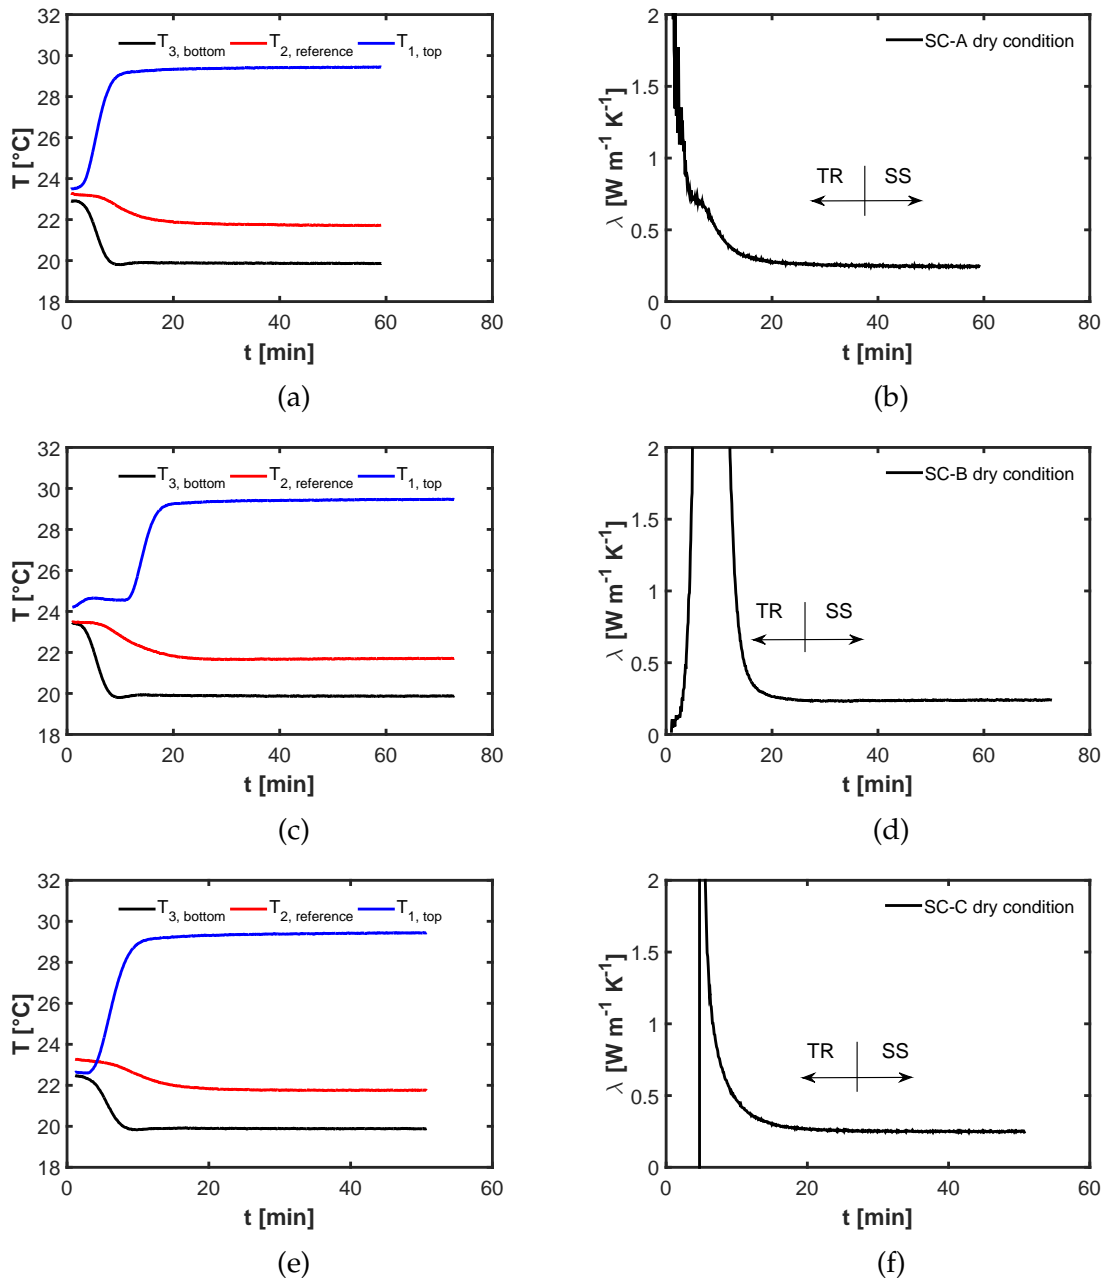 T3, bottom T2, reference T1, top
32
30
28
26
24
22
20
18
T [°C]
0 20 40 60 80
t [min]
(a)
SC-A dry condition
2
1.5
1
0.5
0
λ [W m-1 K-1]
TR SS
0 20 40 60 80
t [min]
(b)
T3, bottom T2, reference T1, top
32
30
28
26
24
22
20
18
T [°C]
0 20 40 60 80
t [min]
(c)
SC-B dry condition
2
1.5
1
0.5
0
λ [W m-1 K-1]
TR SS
0 20 40 60 80
t [min]
(d)
T3, bottom T2, reference T1, top
32
30
28
26
24
22
20
18
T [°C]
0 20 40 60
t [min]
(e)
SC-C dry condition
2
1.5
1
0.5
0
λ [W m-1 K-1]
TR SS
0 20 40 60
t [min]
(f)